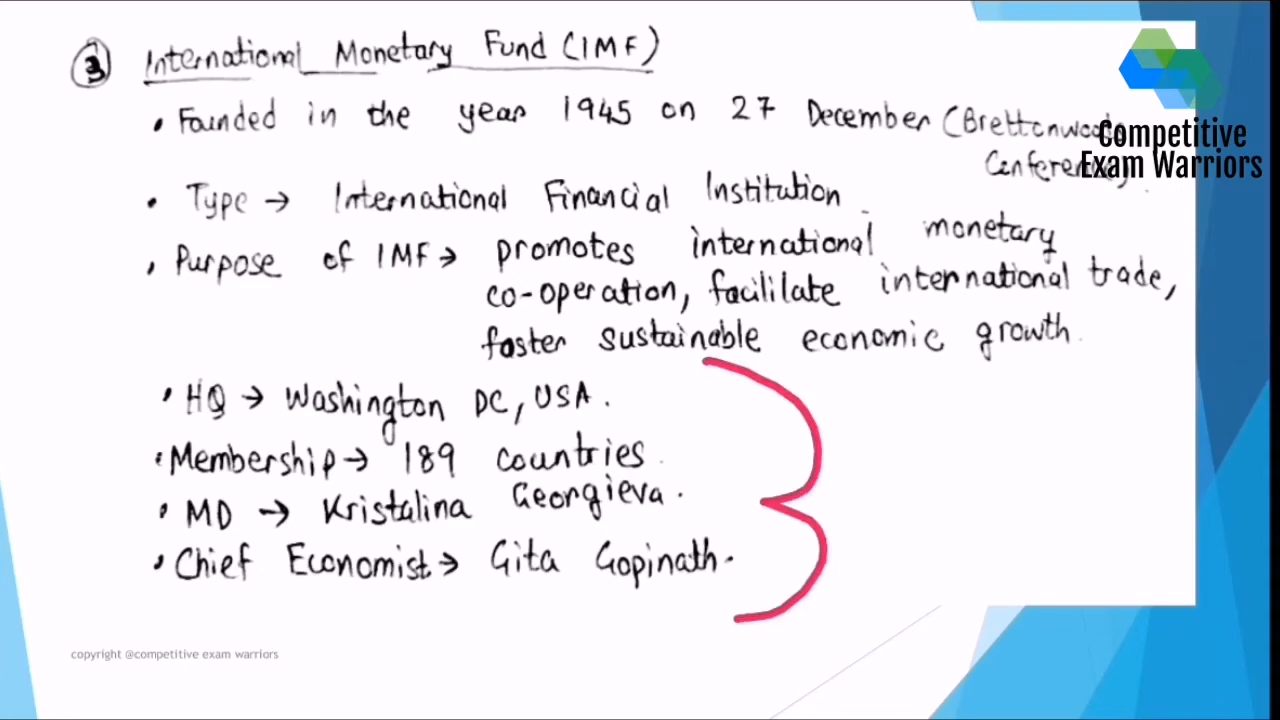 ③ International Monetary Fund (IMF)
• Founded in the year 1945 on 27 December (Brettonwoods
Conference).
• Type → International Financial Institution.
• Purpose of IMF → promotes international monetary
co-operation, facililate international trade,
foster sustainable economic growth.
• HQ → Washington DC, USA.
• Membership → 189 countries.
• MD → Kristalina Georgieva.
• Chief Economist → Gita Gopinath.
Competitive
Exam Warriors
copyright @competitive exam warriors